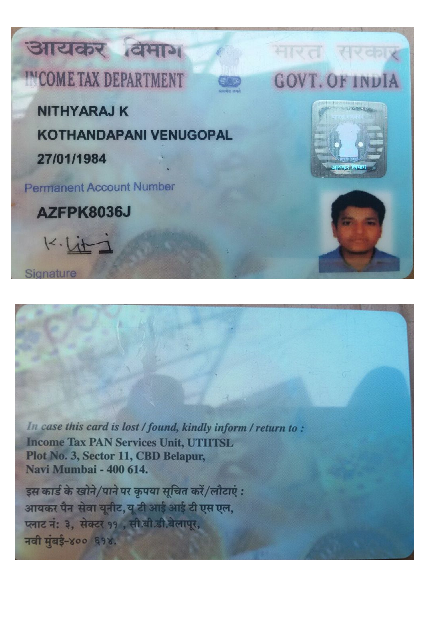 आयकर विभाग
भारत सरकार
INCOME TAX DEPARTMENT
GOVT. OF INDIA
NITHYARAJ K
KOTHANDAPANI VENUGOPAL
27/01/1984
Permanent Account Number
AZFPK8036J
Signature
In case this card is lost / found, kindly inform / return to :
Income Tax PAN Services Unit, UTIITSL
Plot No. 3, Sector 11, CBD Belapur,
Navi Mumbai - 400 614.
इस कार्ड के खोने/पाने पर कृपया सूचित करें/लौटाएं :
आयकर पैन सेवा यूनीट, यु टी आई आई टी एस एल,
प्लाट नं: ३, सेक्टर ११ , सी.बी.डी.बेलापूर,
नवी मुंबई-४०० ६१४.